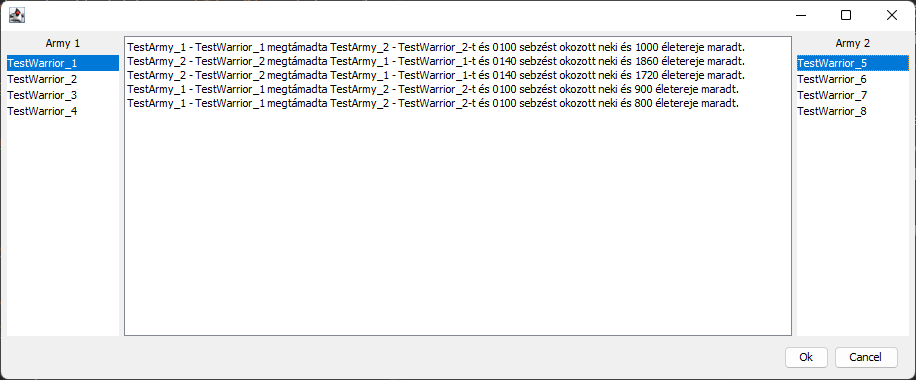 Army 1
TestWarrior_1
TestWarrior_2
TestWarrior_3
TestWarrior_4
TestArmy_1 - TestWarrior_1 megtámadta TestArmy_2 - TestWarrior_2-t és 0100 sebzést okozott neki és 1000 életereje maradt.
TestArmy_2 - TestWarrior_2 megtámadta TestArmy_1 - TestWarrior_1-t és 0140 sebzést okozott neki és 1860 életereje maradt.
TestArmy_2 - TestWarrior_2 megtámadta TestArmy_1 - TestWarrior_1-t és 0140 sebzést okozott neki és 1720 életereje maradt.
TestArmy_1 - TestWarrior_1 megtámadta TestArmy_2 - TestWarrior_2-t és 0100 sebzést okozott neki és 900 életereje maradt.
TestArmy_1 - TestWarrior_1 megtámadta TestArmy_2 - TestWarrior_2-t és 0100 sebzést okozott neki és 800 életereje maradt.
Army 2
TestWarrior_5
TestWarrior_6
TestWarrior_7
TestWarrior_8
Ok
Cancel